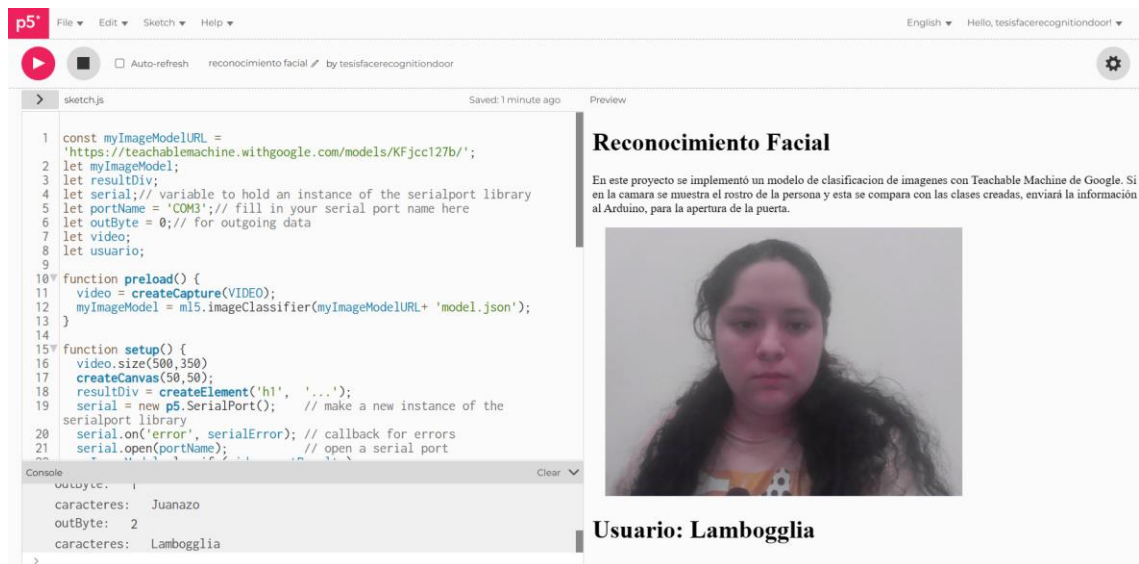 p5* File Edit Sketch Help English Hello, tesisfacerecognitiondoor!
Auto-refresh reconocimiento facial by tesisfacerecognitiondoor
sketch.js Saved: 1 minute ago
1 const myImageModelURL =
'https://teachablemachine.withgoogle.com/models/KFjcc127b/';
2 let myImageModel;
3 let resultDiv;
4 let serial;// variable to hold an instance of the serialport library
5 let portName = 'COM3';// fill in your serial port name here
6 let outByte = 0;// for outgoing data
7 let video;
8 let usuario;
9
10 function preload() {
11 video = createCapture(VIDEO);
12 myImageModel = ml5.imageClassifier(myImageModelURL+ 'model.json');
13 }
14
15 function setup() {
16 video.size(500,350)
17 createCanvas(50,50);
18 resultDiv = createElement('h1', '...');
19 serial = new p5.SerialPort(); // make a new instance of the
serialport library
20 serial.on('error', serialError); // callback for errors
21 serial.open(portName); // open a serial port
Console Clear
outByte: 1
caracteres: Juanazo
outByte: 2
caracteres: Lambogglia
>
Preview
Reconocimiento Facial
En este proyecto se implementó un modelo de clasificacion de imagenes con Teachable Machine de Google. Si
en la camara se muestra el rostro de la persona y esta se compara con las clases creadas, enviará la información
al Arduino, para la apertura de la puerta.
Usuario: Lambogglia